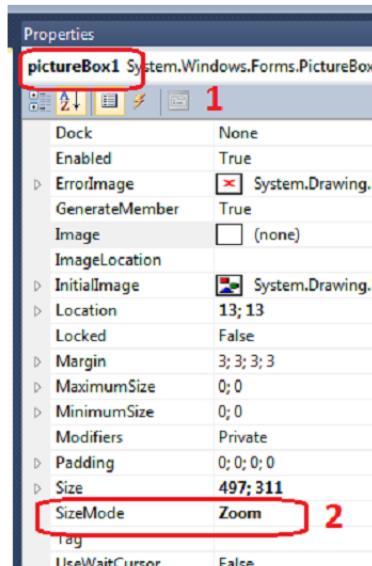 Properties
pictureBox1 System.Windows.Forms.PictureBox
1
Dock None
Enabled True
ErrorImage System.Drawing.
GenerateMember True
Image (none)
ImageLocation
InitialImage System.Drawing.
Location 13; 13
Locked False
Margin 3; 3; 3; 3
MaximumSize 0; 0
MinimumSize 0; 0
Modifiers Private
Padding 0; 0; 0; 0
Size 497; 311
SizeMode Zoom
2
Tag
UseWaitCursor False